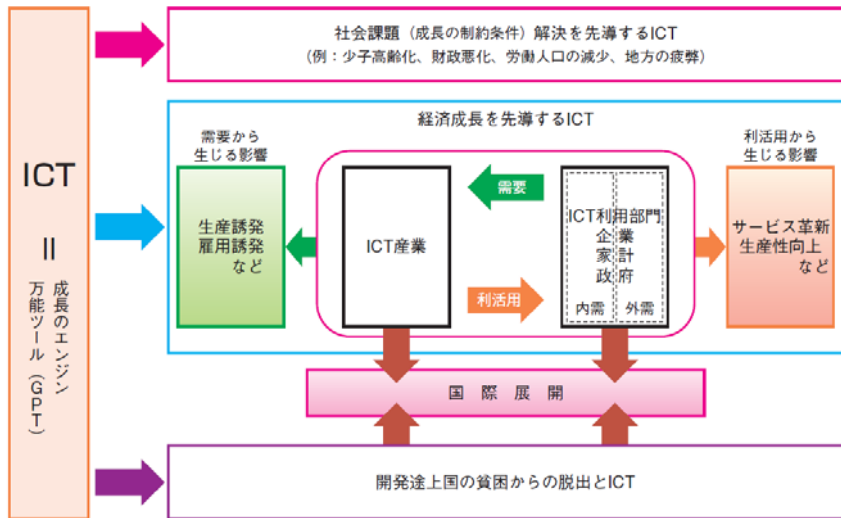 社会課題（成長の制約条件）解決を先導するICT
（例：少子高齢化、財政悪化、労働人口の減少、地方の疲弊）
ICT
＝
成長のエンジン
万能ツール（GPT）
経済成長を先導するICT
需要から
生じる影響
生産誘発
雇用誘発
など
ICT産業
需要
利活用
ICT利用部門
企業
家計
政府
内需
外需
利活用から
生じる影響
サービス革新
生産性向上
など
国際展開
開発途上国の貧困からの脱出とICT